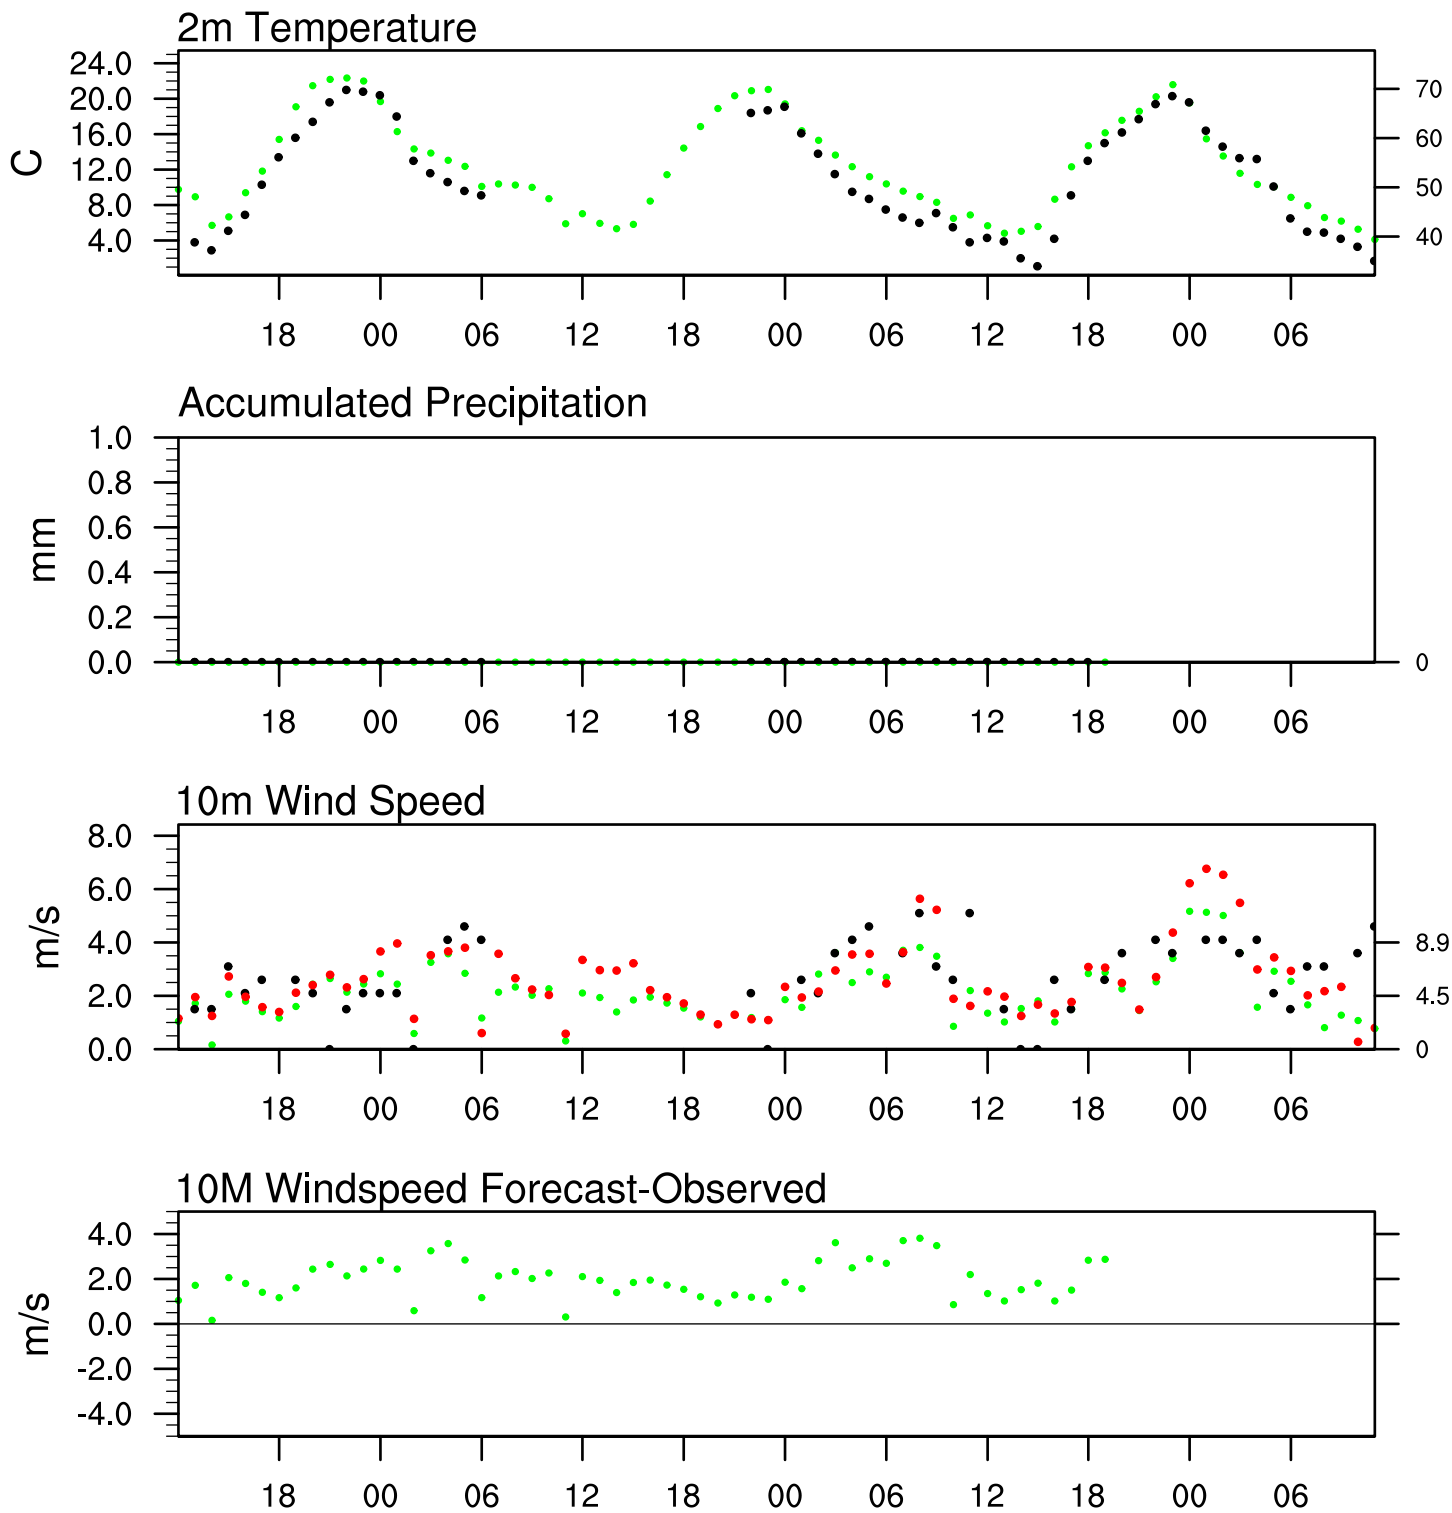 2m Temperature
24.0
20.0
16.0
12.0
8.0
4.0
C
70
60
50
40
18 00 06 12 18 00 06 12 18 00 06
Accumulated Precipitation
1.0
0.8
0.6
0.4
0.2
0.0
mm
0
18 00 06 12 18 00 06 12 18 00 06
10m Wind Speed
8.0
6.0
4.0
2.0
0.0
m/s
8.9
4.5
0
18 00 06 12 18 00 06 12 18 00 06
10M Windspeed Forecast-Observed
4.0
2.0
0.0
-2.0
-4.0
m/s
18 00 06 12 18 00 06 12 18 00 06